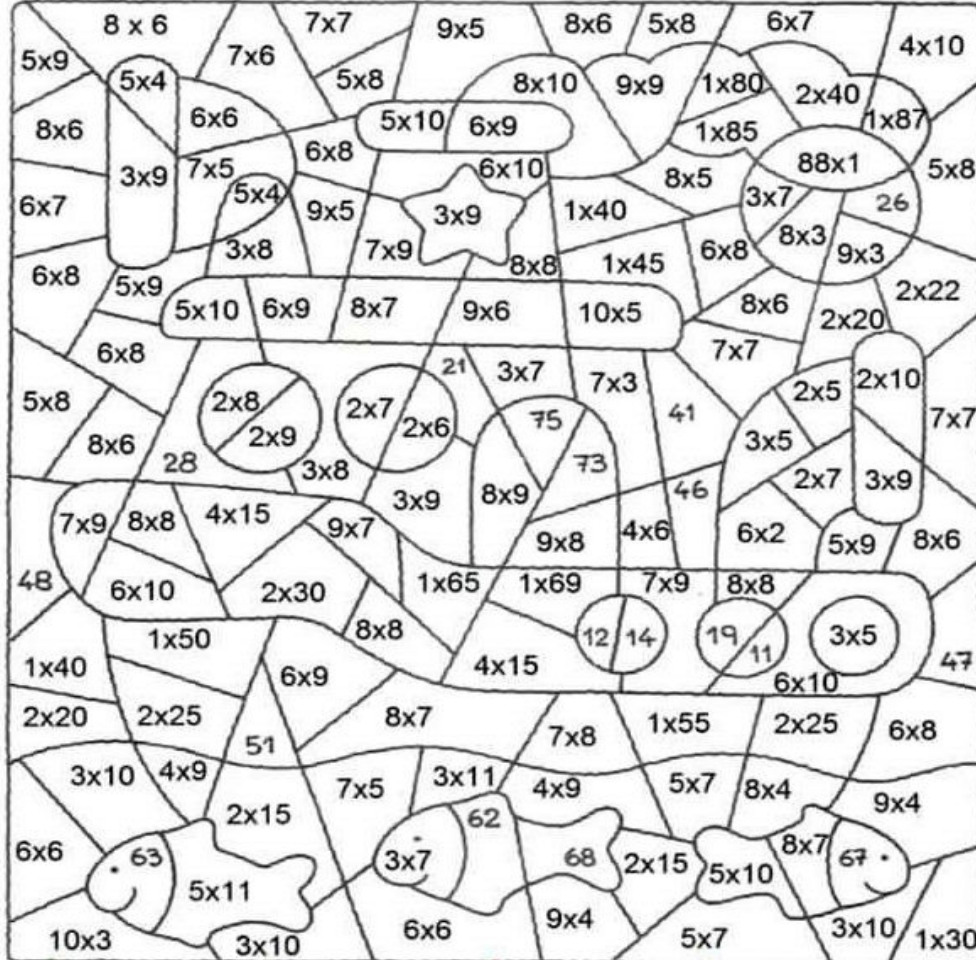 8 x 6
7x7
9x5
8x6
5x8
6x7
4x10
5x9
7x6
5x8
5x4
8x10
9x9
1x80
2x40
1x87
8x6
6x6
5x10
6x9
1x85
6x8
3x9
7x5
6x10
8x5
88x1
5x8
6x7
5x4
9x5
3x9
1x40
3x7
26
3x8
7x9
8x8
1x45
6x8
8x3
9x3
6x8
5x9
2x22
5x10
6x9
8x7
9x6
10x5
8x6
2x20
6x8
21
3x7
7x3
7x7
2x5
2x10
5x8
2x8
2x9
2x7
2x6
75
41
3x5
7x7
8x6
28
3x8
3x9
8x9
73
46
2x7
3x9
7x9
8x8
4x15
9x7
9x8
4x6
6x2
5x9
8x6
48
6x10
2x30
1x65
1x69
7x9
8x8
8x8
12
14
19
11
3x5
1x50
1x40
6x9
4x15
6x10
47
2x20
2x25
51
8x7
7x8
1x55
2x25
6x8
3x10
4x9
7x5
3x11
4x9
5x7
8x4
9x4
2x15
62
6x6
63
5x11
3x7
68
2x15
5x10
8x7
67
10x3
3x10
6x6
9x4
5x7
3x10
1x30